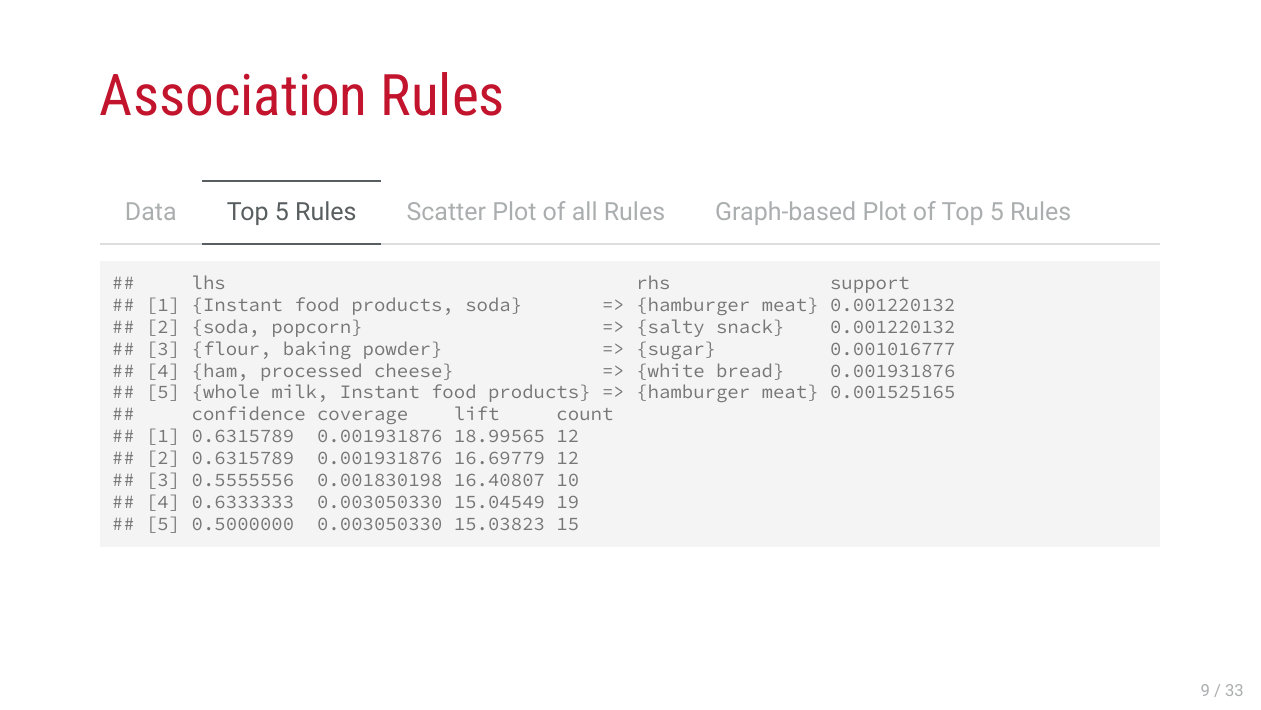 Association Rules
Data Top 5 Rules Scatter Plot of all Rules Graph-based Plot of Top 5 Rules
##     lhs                                    rhs              support
## [1] {Instant food products, soda}       => {hamburger meat} 0.001220132
## [2] {soda, popcorn}                     => {salty snack}    0.001220132
## [3] {flour, baking powder}              => {sugar}          0.001016777
## [4] {ham, processed cheese}             => {white bread}    0.001931876
## [5] {whole milk, Instant food products} => {hamburger meat} 0.001525165
##     confidence coverage    lift     count
## [1] 0.6315789  0.001931876 18.99565 12
## [2] 0.6315789  0.001931876 16.69779 12
## [3] 0.5555556  0.001830198 16.40807 10
## [4] 0.6333333  0.003050330 15.04549 19
## [5] 0.5000000  0.003050330 15.03823 15
9 / 33